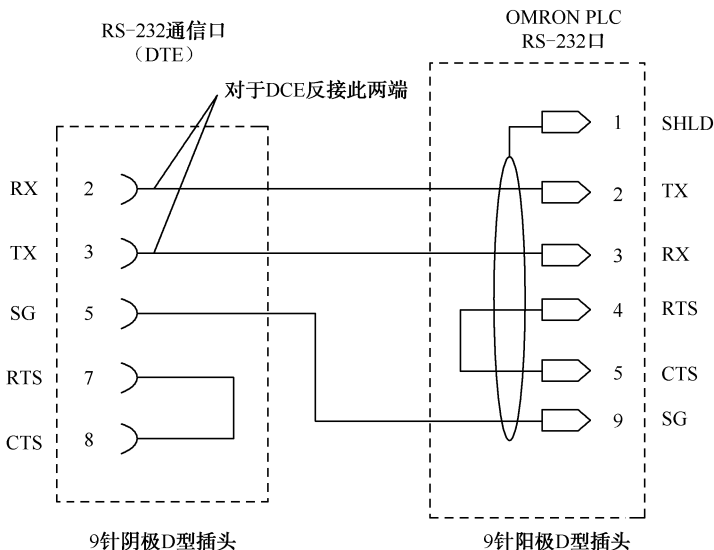 RS-232通信口
（DTE）
OMRON PLC
RS-232口
对于DCE反接此两端
RX 2
TX 3
SG 5
RTS 7
CTS 8
1 SHLD
2 TX
3 RX
4 RTS
5 CTS
9 SG
9针阴极D型插头
9针阳极D型插头